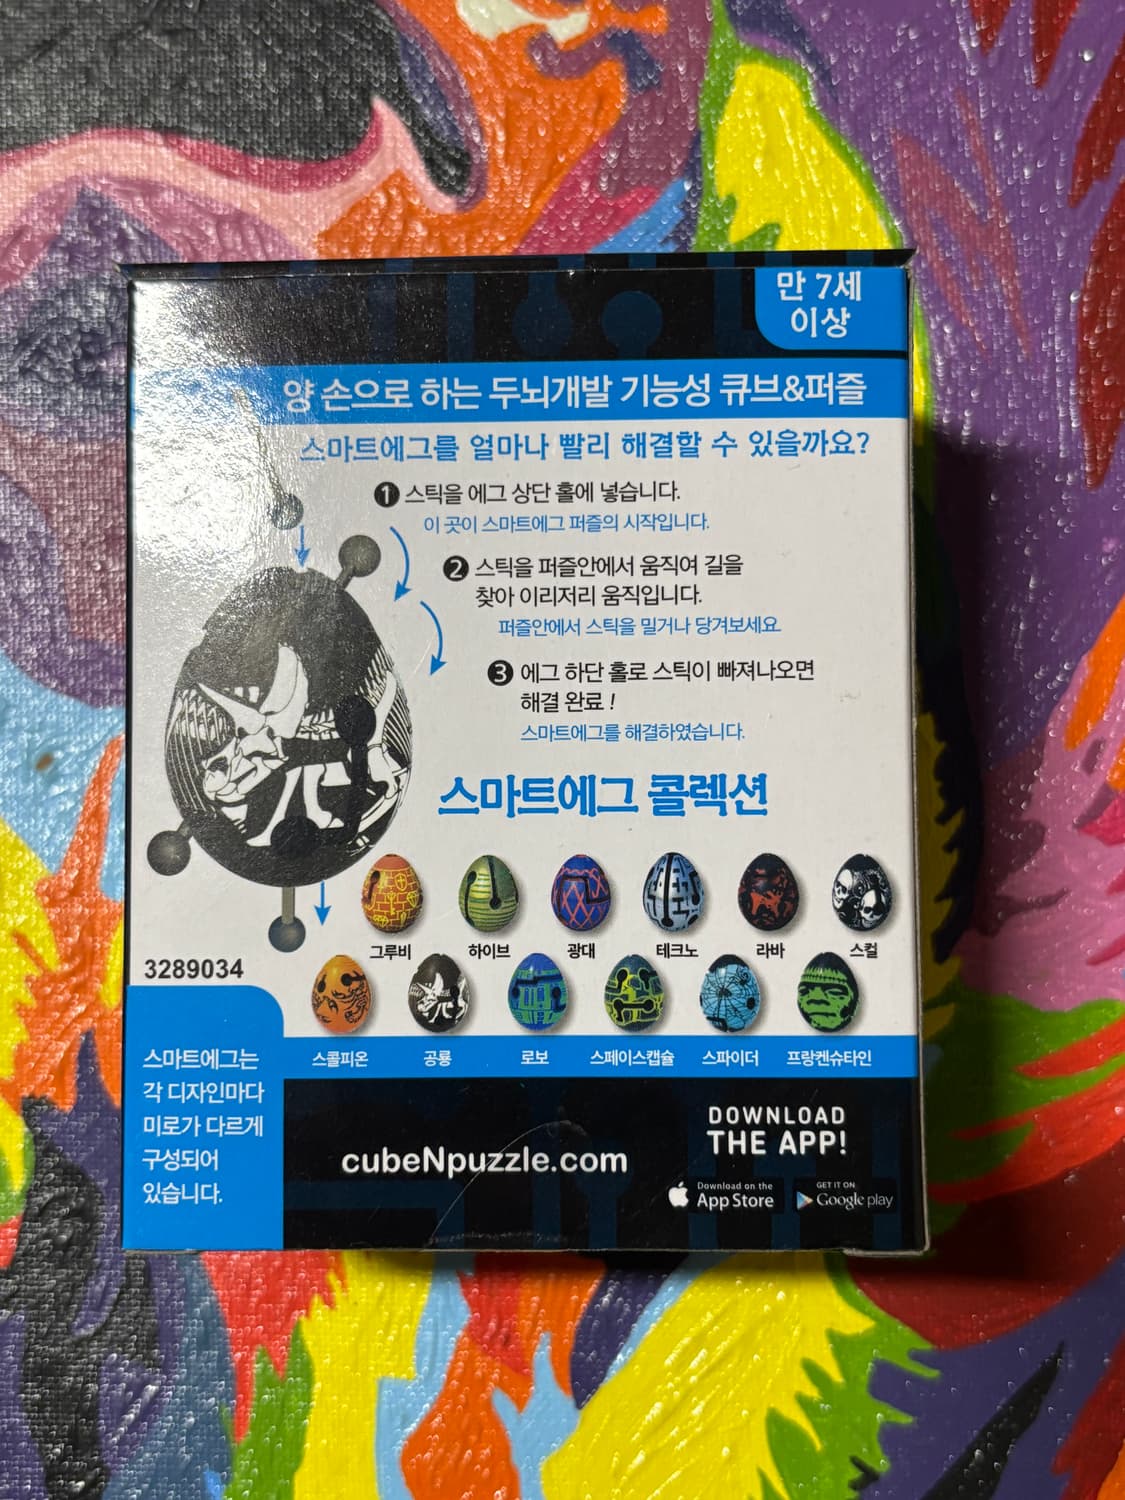 만 7세
이상
양 손으로 하는 두뇌개발 기능성 큐브&퍼즐
스마트에그를 얼마나 빨리 해결할 수 있을까요?
1 스틱을 에그 상단 홀에 넣습니다.
이 곳이 스마트에그 퍼즐의 시작입니다.
2 스틱을 퍼즐안에서 움직여 길을
찾아 이리저리 움직입니다.
퍼즐안에서 스틱을 밀거나 당겨보세요
3 에그 하단 홀로 스틱이 빠져나오면
해결 완료 !
스마트에그를 해결하였습니다.
스마트에그 콜렉션
그루비 하이브 광대 테크노 라바 스컬
3289034
스콜피온 공룡 로보 스페이스캡슐 스파이더 프랑켄슈타인
스마트에그는
각 디자인마다
미로가 다르게
구성되어
있습니다.
cubeNpuzzle.com
DOWNLOAD
THE APP!
Download on the
App Store
GET IT ON
Google play